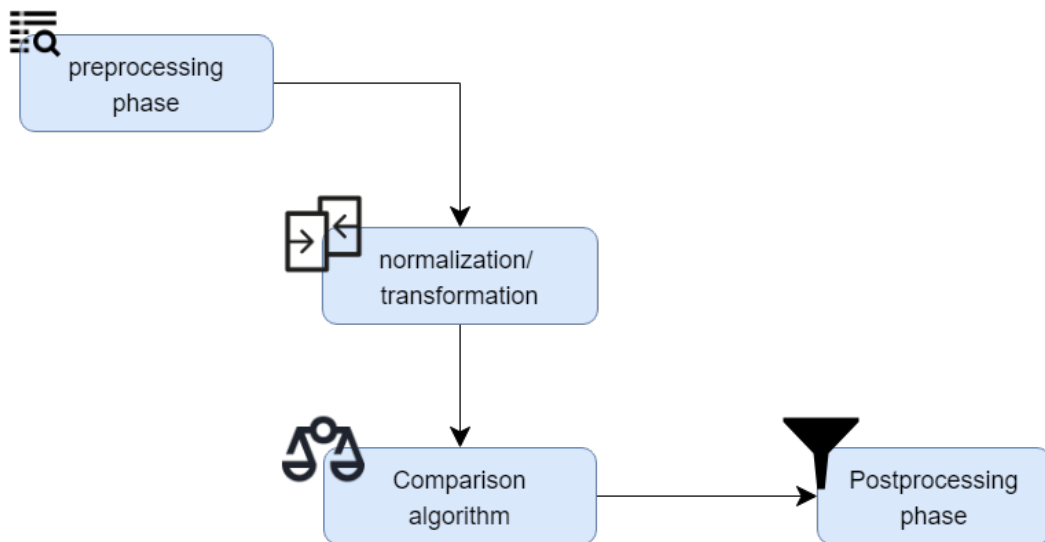 preprocessing
phase
normalization/
transformation
Comparison
algorithm
Postprocessing
phase